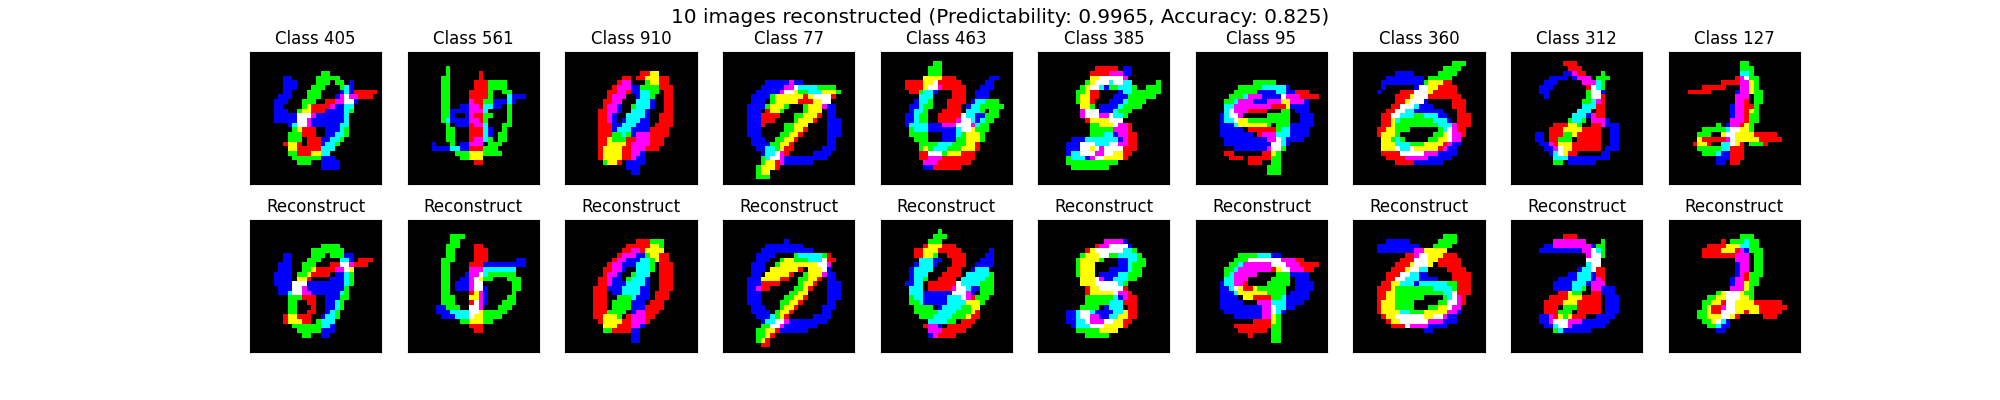 10 images reconstructed (Predictability: 0.9965, Accuracy: 0.825)
Class 405 Class 561 Class 910 Class 77 Class 463 Class 385 Class 95 Class 360 Class 312 Class 127
Reconstruct Reconstruct Reconstruct Reconstruct Reconstruct Reconstruct Reconstruct Reconstruct Reconstruct Reconstruct